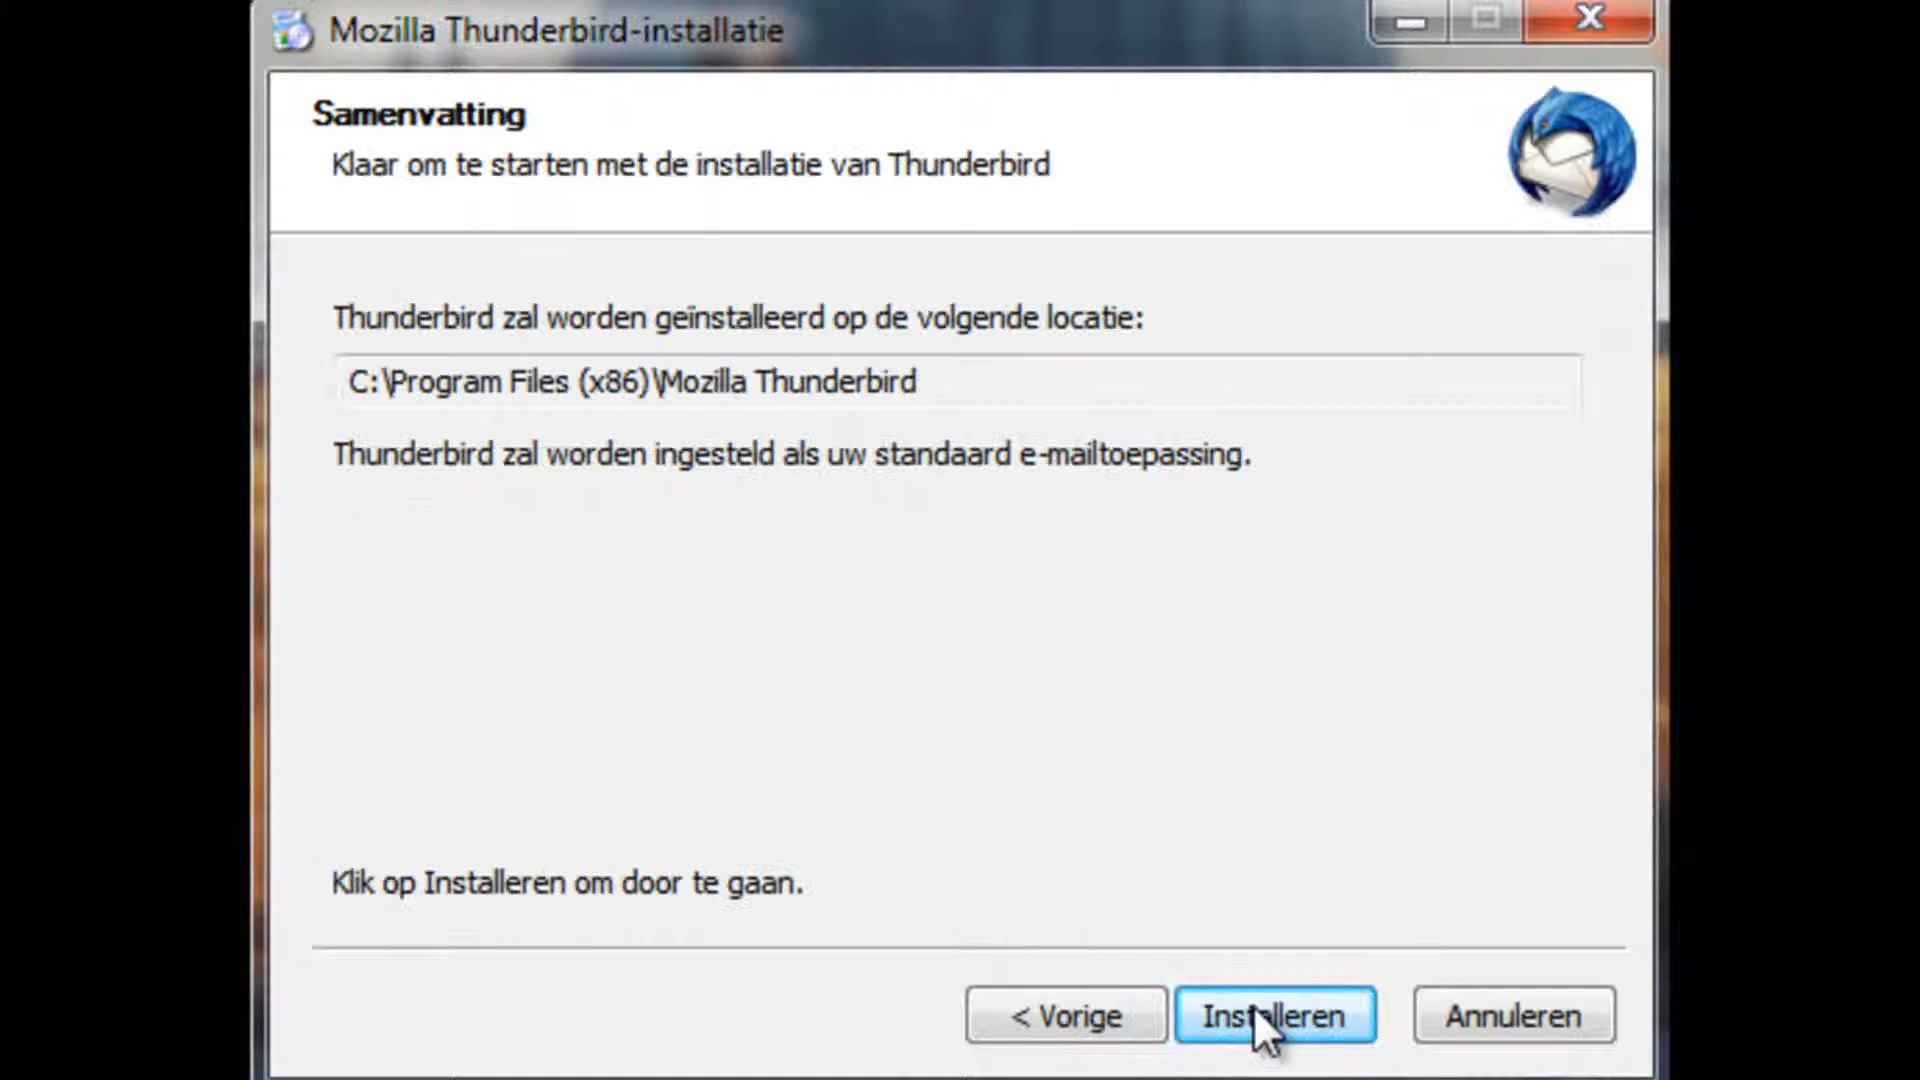 Mozilla Thunderbird-installatie
Samenvatting
Klaar om te starten met de installatie van Thunderbird
Thunderbird zal worden geïnstalleerd op de volgende locatie:
C:\Program Files (x86)\Mozilla Thunderbird
Thunderbird zal worden ingesteld als uw standaard e-mailtoepassing.
Klik op Installeren om door te gaan.
< Vorige
Installeren
Annuleren